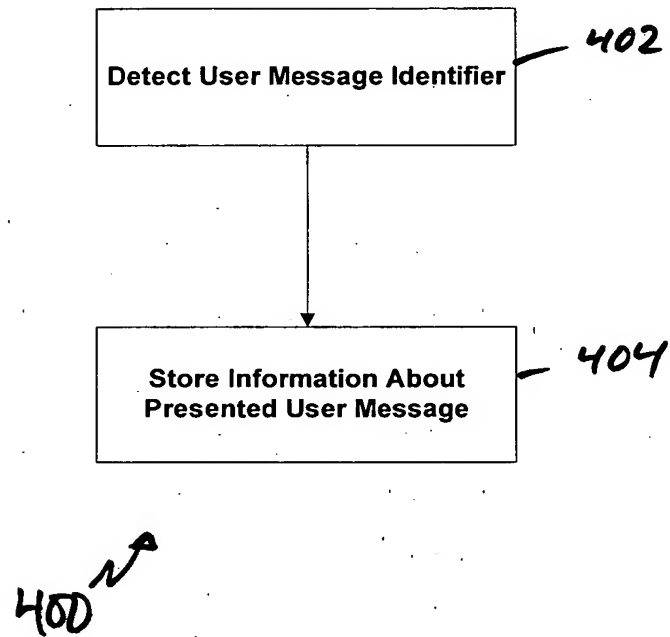 402
Detect User Message Identifier
404
Store Information About
Presented User Message
400